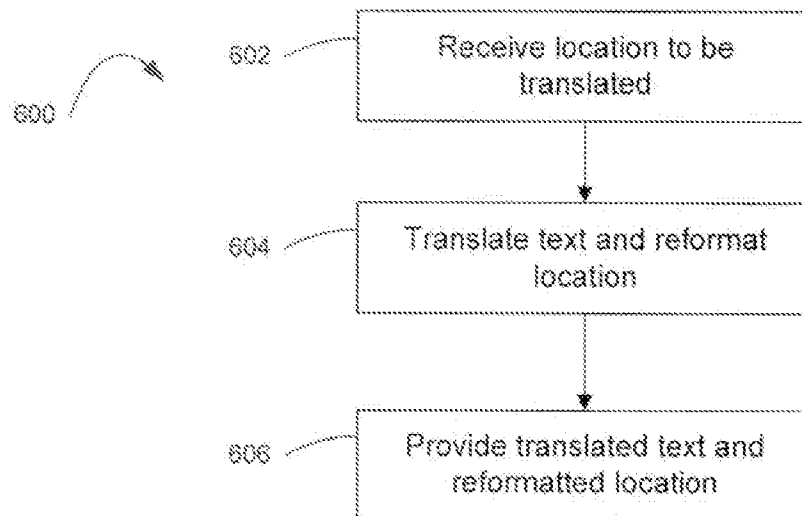 602
Receive location to be
translated
600
604
Translate text and reformat
location
606
Provide translated text and
reformatted location